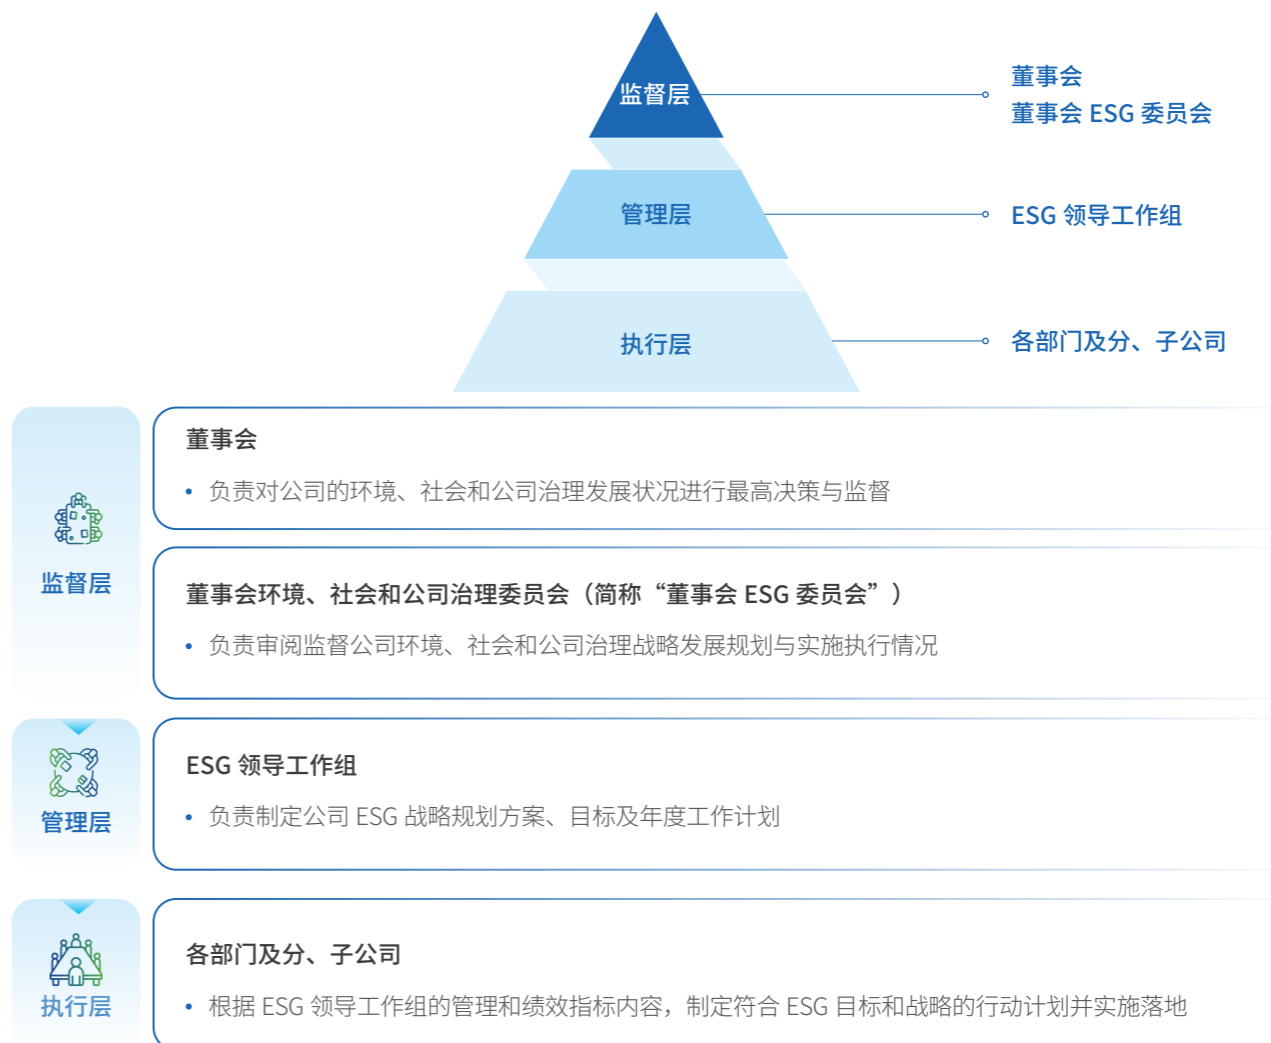 监督层
董事会
董事会 ESG 委员会
管理层
ESG 领导工作组
执行层
各部门及分、子公司
监督层
董事会
• 负责对公司的环境、社会和公司治理发展状况进行最高决策与监督
董事会环境、社会和公司治理委员会（简称“董事会 ESG 委员会”）
• 负责审阅监督公司环境、社会和公司治理战略发展规划与实施执行情况
管理层
ESG 领导工作组
• 负责制定公司 ESG 战略规划方案、目标及年度工作计划
执行层
各部门及分、子公司
• 根据 ESG 领导工作组的管理和绩效指标内容，制定符合 ESG 目标和战略的行动计划并实施落地